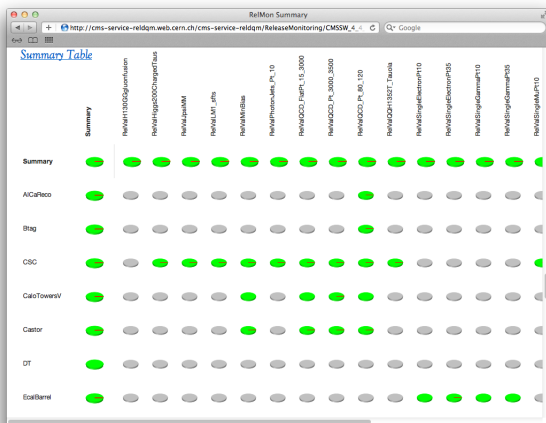 RelMon Summary
http://cms-service-reldqm.web.cern.ch/cms-service-reldqm/ReleaseMonitoring/CMSSW_4_4
Google
Summary Table
Summary
RelValH130GGgluonfusion
RelValHiggs200ChargedTaus
RelValJpsiMM
RelValLM1_sfts
RelValMinBias
RelValPhotonJets_Pt_10
RelValQCD_FlatPt_15_3000
RelValQCD_Pt_3000_3500
RelValQCD_Pt_80_120
RelValQQH1352T_Tauola
RelValSingleElectronPt10
RelValSingleElectronPt35
RelValSingleGammaPt10
RelValSingleGammaPt35
RelValSingleMuPt10
Summary
AlCaReco
Btag
CSC
CaloTowersV
Castor
DT
EcalBarrel